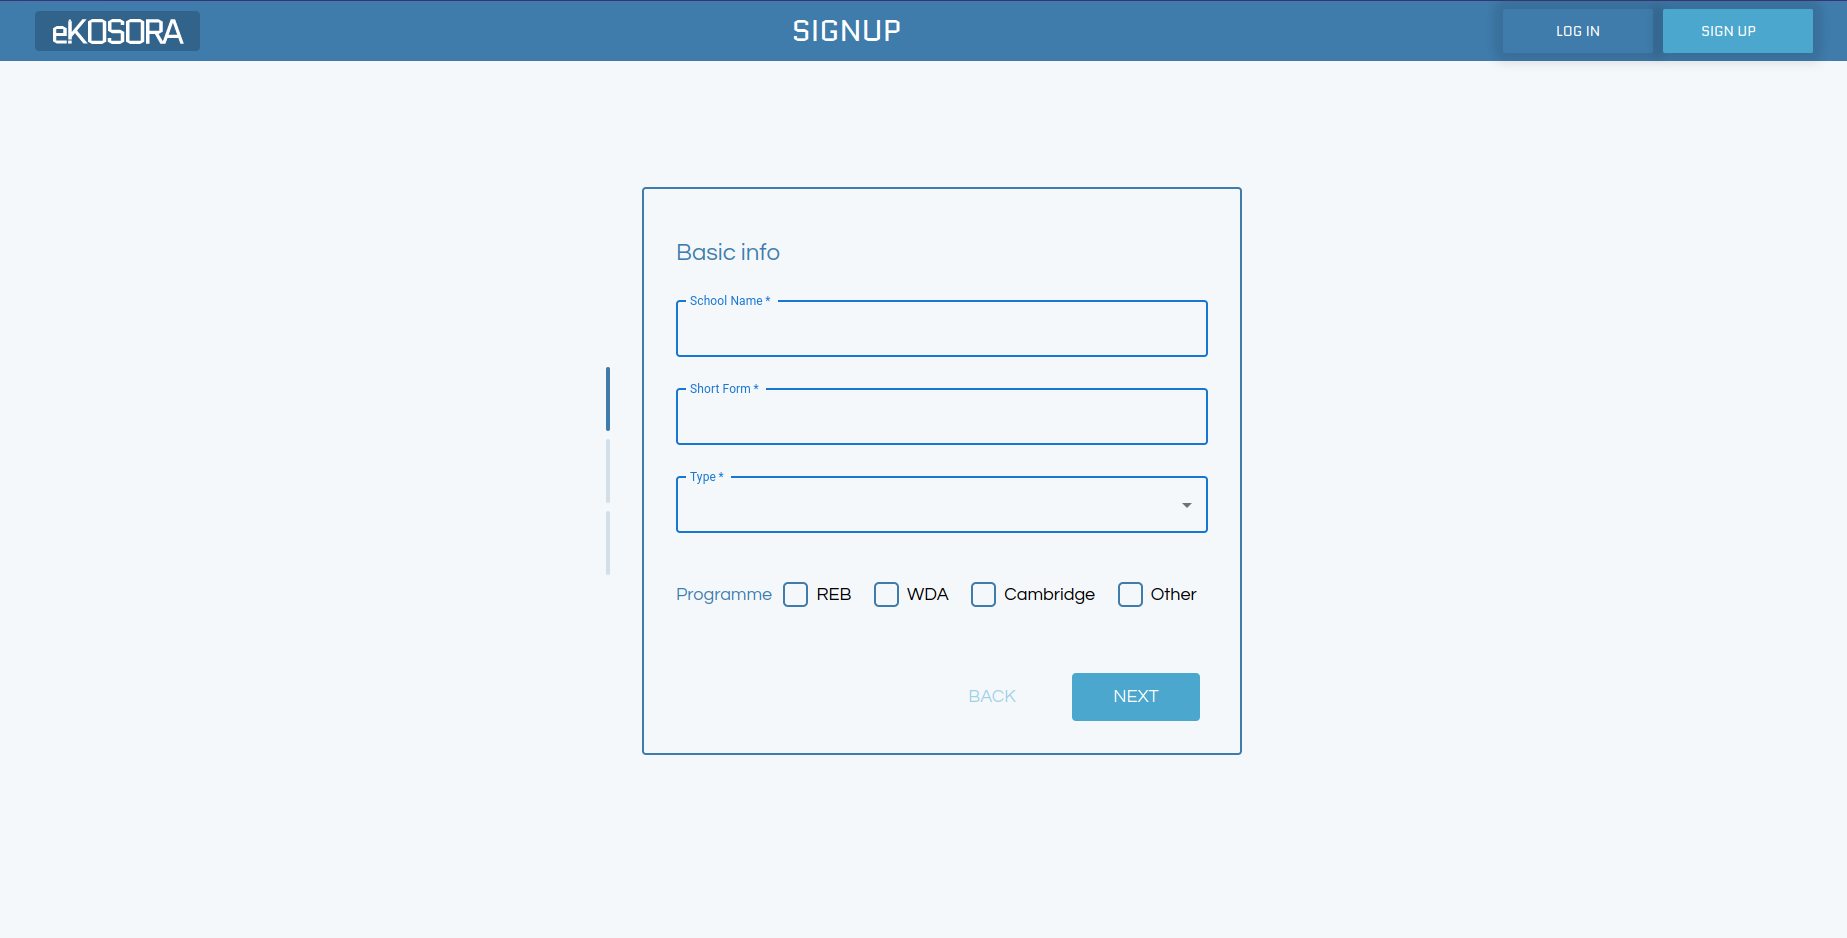 eKOSORA
SIGNUP
LOG IN
SIGN UP
Basic info
School Name *
Short Form *
Type *
Programme REB WDA Cambridge Other
BACK NEXT